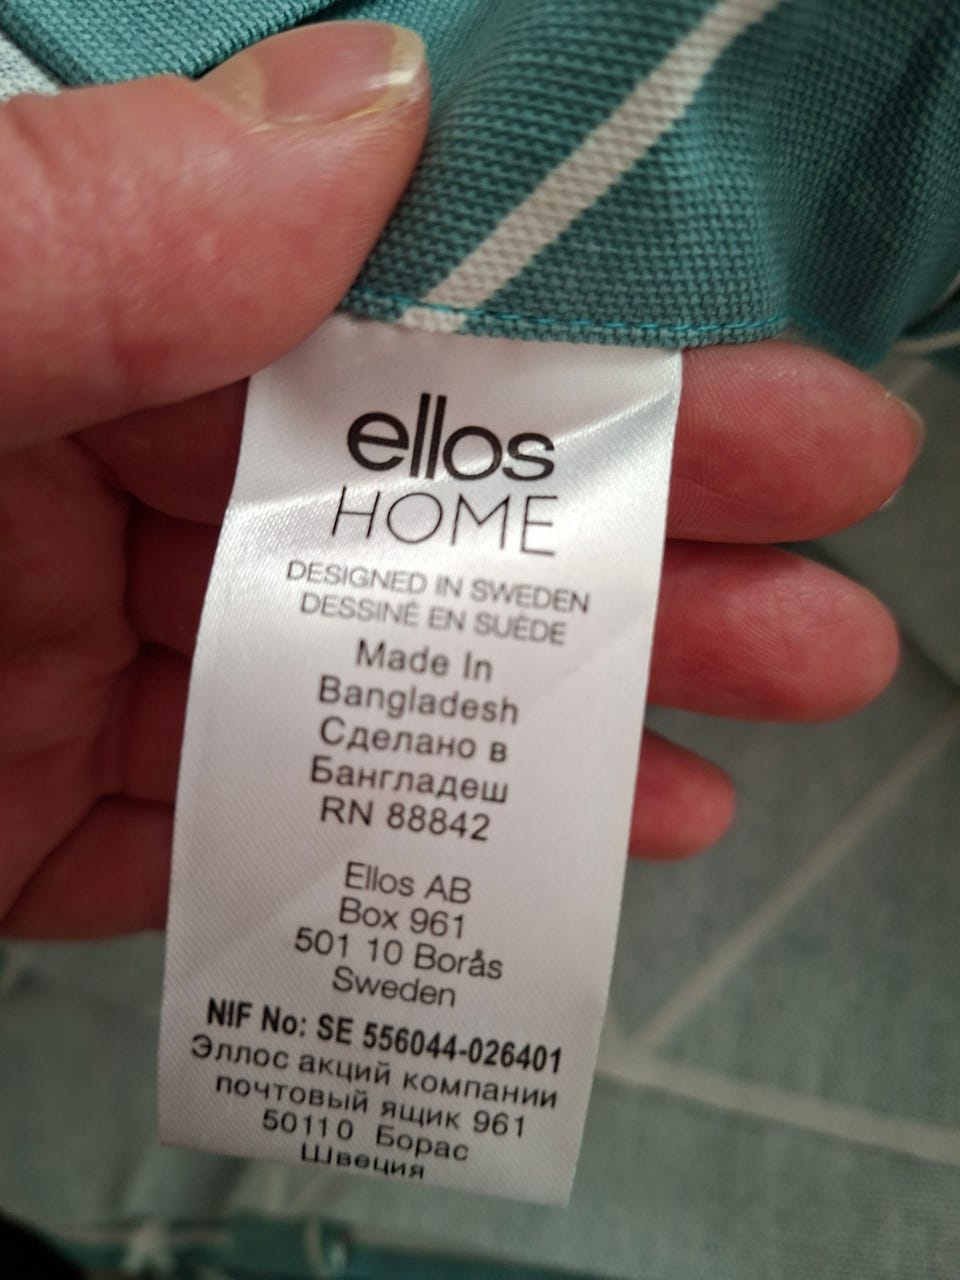 ellos
HOME
DESIGNED IN SWEDEN
DESSINÉ EN SUÈDE
Made In
Bangladesh
Сделано в
Бангладеш
RN 88842
Ellos AB
Box 961
501 10 Borås
Sweden
NIF No: SE 556044-026401
Эллос акций компании
почтовый ящик 961
50110 Борас
Швеция